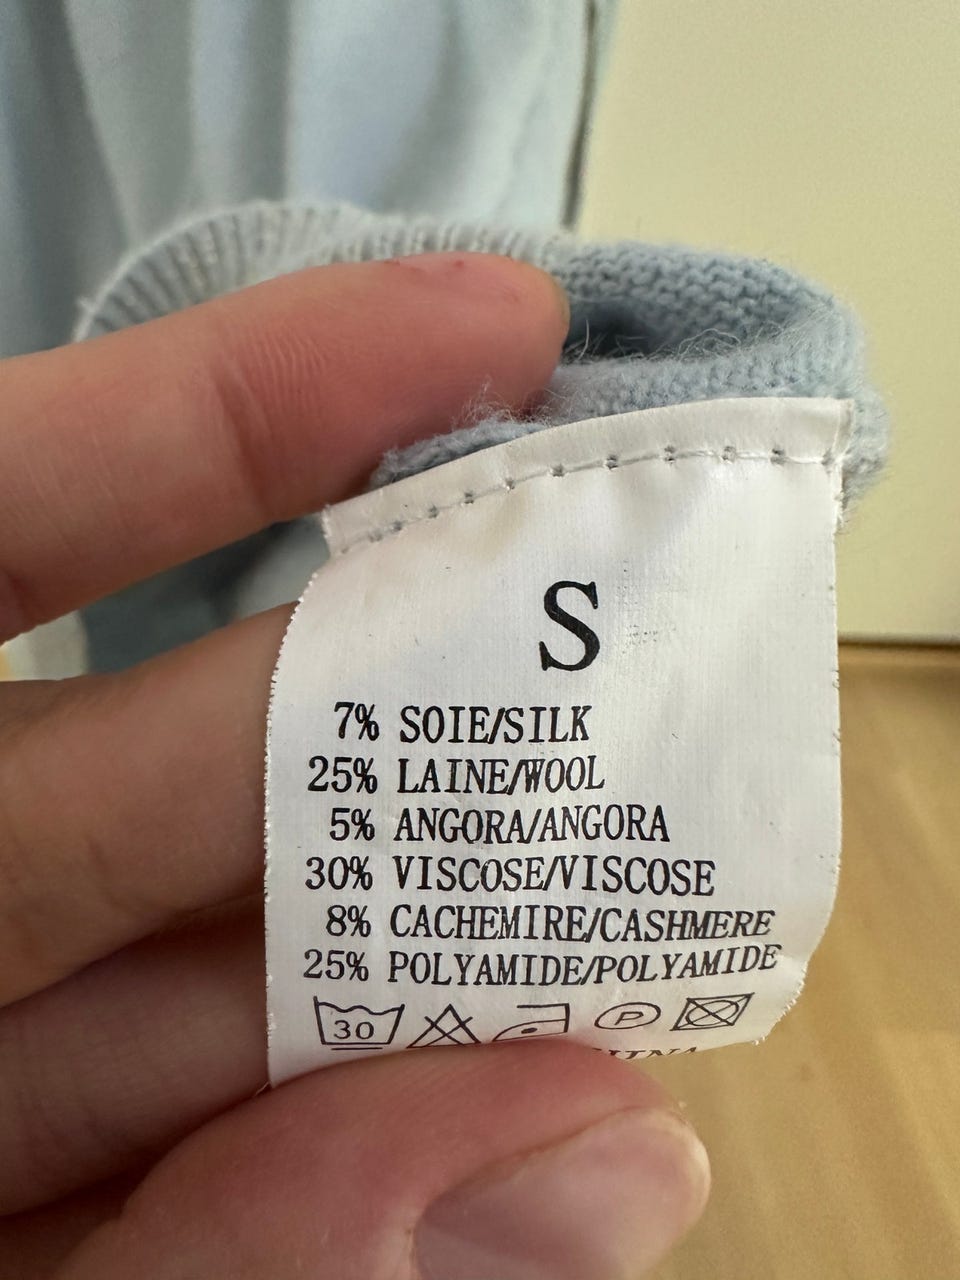 S
7% SOIE/SILK
25% LAINE/WOOL
5% ANGORA/ANGORA
30% VISCOSE/VISCOSE
8% CACHEMIRE/CASHMERE
25% POLYAMIDE/POLYAMIDE
30 P